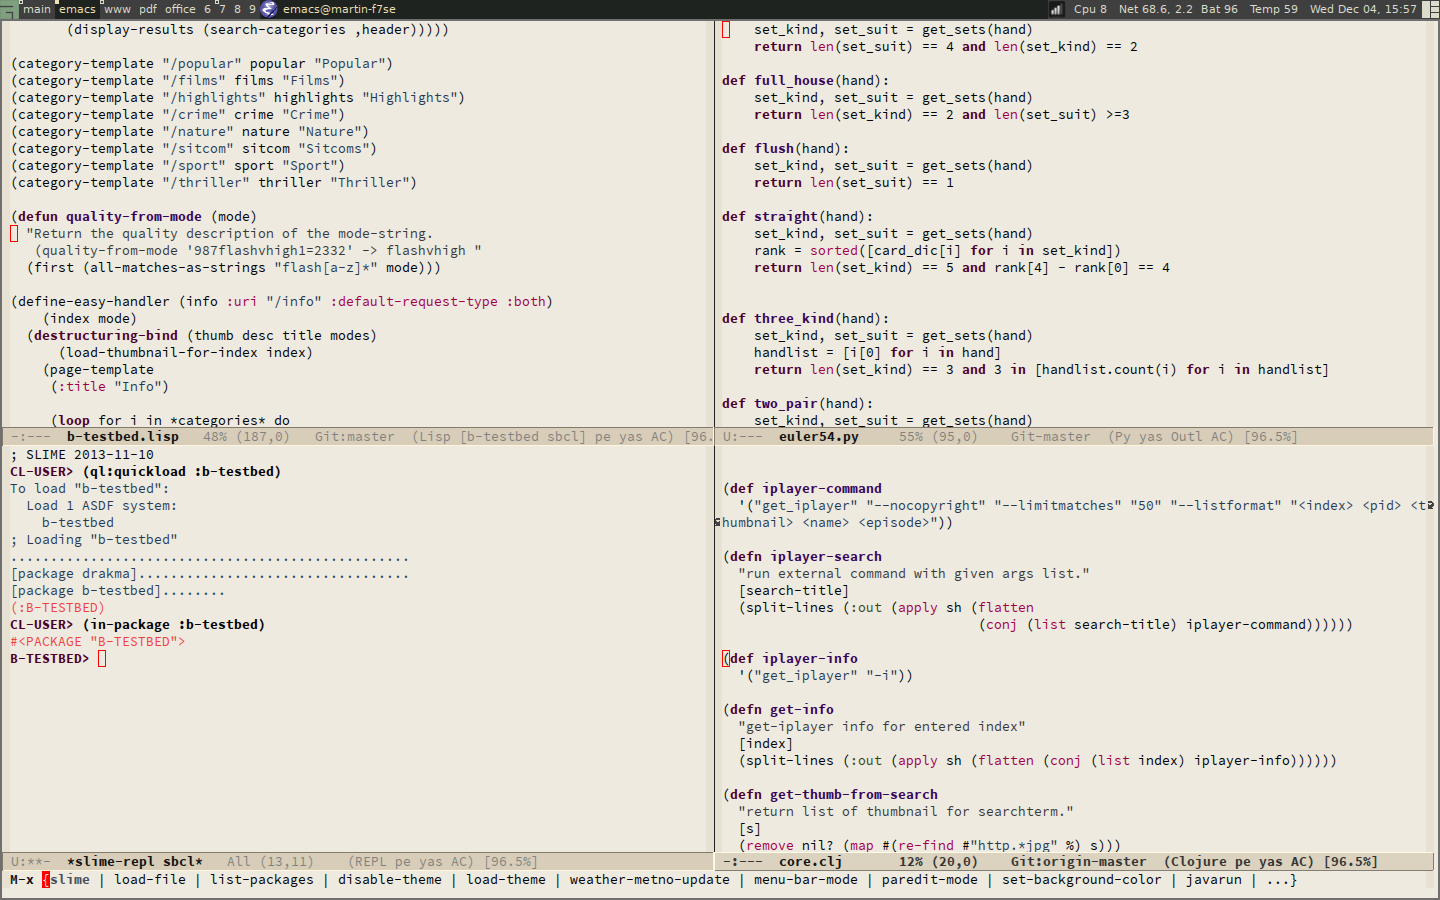 main emacs www pdf office 6 7 8 9 emacs@martin-f7se Cpu 8 Net 68.6, 2.2 Bat 96 Temp 59 Wed Dec 04, 15:57
(display-results (search-categories ,header)))))
(category-template "/popular" popular "Popular")
(category-template "/films" films "Films")
(category-template "/highlights" highlights "Highlights")
(category-template "/crime" crime "Crime")
(category-template "/nature" nature "Nature")
(category-template "/sitcom" sitcom "Sitcoms")
(category-template "/sport" sport "Sport")
(category-template "/thriller" thriller "Thriller")
(defun quality-from-mode (mode)
"Return the quality description of the mode-string.
(quality-from-mode '987flashvhigh1=2332' -> flashvhigh "
(first (all-matches-as-strings "flash[a-z]*" mode)))
(define-easy-handler (info :uri "/info" :default-request-type :both)
(index mode)
(destructuring-bind (thumb desc title modes)
(load-thumbnail-for-index index)
(page-template
(:title "Info")
(loop for i in *categories* do
-:--- b-testbed.lisp 48% (187,0) Git:master (Lisp [b-testbed sbcl] pe yas AC) [96.
set_kind, set_suit = get_sets(hand)
return len(set_suit) == 4 and len(set_kind) == 2
def full_house(hand):
set_kind, set_suit = get_sets(hand)
return len(set_kind) == 2 and len(set_suit) >=3
def flush(hand):
set_kind, set_suit = get_sets(hand)
return len(set_suit) == 1
def straight(hand):
set_kind, set_suit = get_sets(hand)
rank = sorted([card_dic[i] for i in set_kind])
return len(set_kind) == 5 and rank[4] - rank[0] == 4
def three_kind(hand):
set_kind, set_suit = get_sets(hand)
handlist = [i[0] for i in hand]
return len(set_kind) == 3 and 3 in [handlist.count(i) for i in handlist]
def two_pair(hand):
set_kind, set_suit = get_sets(hand)
U:--- euler54.py 55% (95,0) Git-master (Py yas Outl AC) [96.5%]
; SLIME 2013-11-10
CL-USER> (ql:quickload :b-testbed)
To load "b-testbed":
Load 1 ASDF system:
b-testbed
; Loading "b-testbed"
..................................................
[package drakma]..................................
[package b-testbed]........
(:B-TESTBED)
CL-USER> (in-package :b-testbed)
#<PACKAGE "B-TESTBED">
B-TESTBED>
U:**- *slime-repl sbcl* All (13,11) (REPL pe yas AC) [96.5%]
(def iplayer-command
'("get_iplayer" "--nocopyright" "--limitmatches" "50" "--listformat" "<index> <pid> <t
humbnail> <name> <episode>"))
(defn iplayer-search
"run external command with given args list."
[search-title]
(split-lines (:out (apply sh (flatten
(conj (list search-title) iplayer-command))))))
(def iplayer-info
'("get_iplayer" "-i"))
(defn get-info
"get-iplayer info for entered index"
[index]
(split-lines (:out (apply sh (flatten (conj (list index) iplayer-info))))))
(defn get-thumb-from-search
"return list of thumbnail for searchterm."
[s]
(remove nil? (map #(re-find #"http.*jpg" %) s)))
-:--- core.clj 12% (20,0) Git:origin-master (Clojure pe yas AC) [96.5%]
M-x {slime | load-file | list-packages | disable-theme | load-theme | weather-metno-update | menu-bar-mode | paredit-mode | set-background-color | javarun | ...}